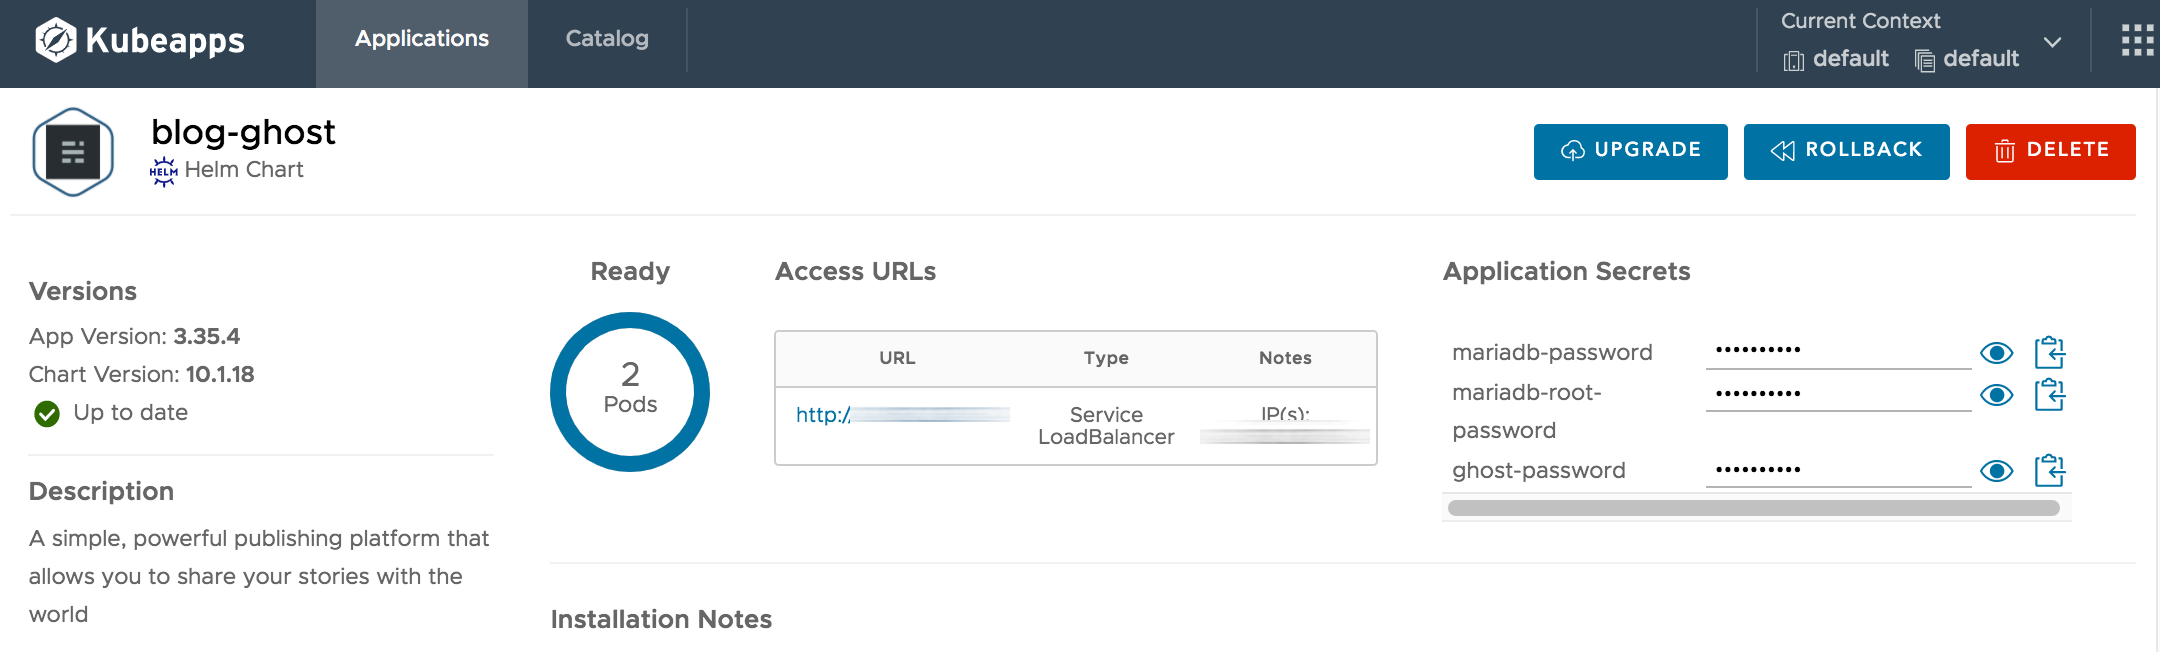 Kubeapps
Applications
Catalog
Current Context
default default
blog-ghost
HELM Helm Chart
UPGRADE
ROLLBACK
DELETE
Versions
App Version: 3.35.4
Chart Version: 10.1.18
Up to date
Description
A simple, powerful publishing platform that
allows you to share your stories with the
world
Ready
2
Pods
Access URLs
URL Type Notes
http:/
Service
LoadBalancer
IP(s):
Application Secrets
mariadb-password ••••••••••
mariadb-root- ••••••••••
password
ghost-password ••••••••••
Installation Notes